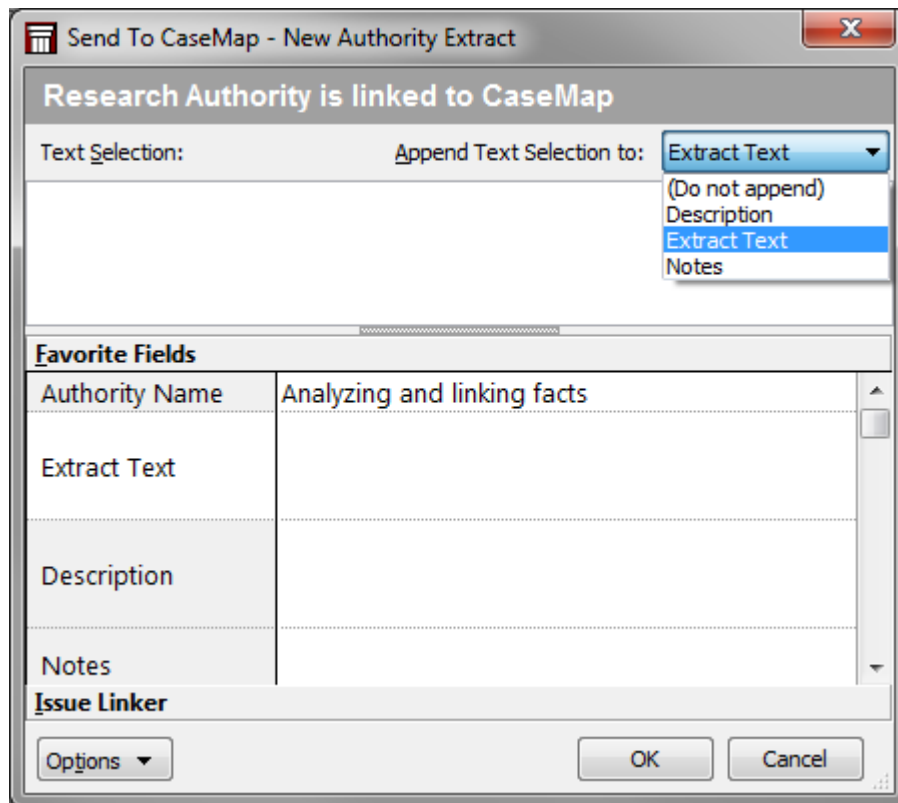 Send To CaseMap - New Authority Extract
Research Authority is linked to CaseMap
Text Selection: Append Text Selection to: Extract Text
(Do not append)
Description
Extract Text
Notes
Favorite Fields
Authority Name Analyzing and linking facts
Extract Text
Description
Notes
Issue Linker
Options OK Cancel